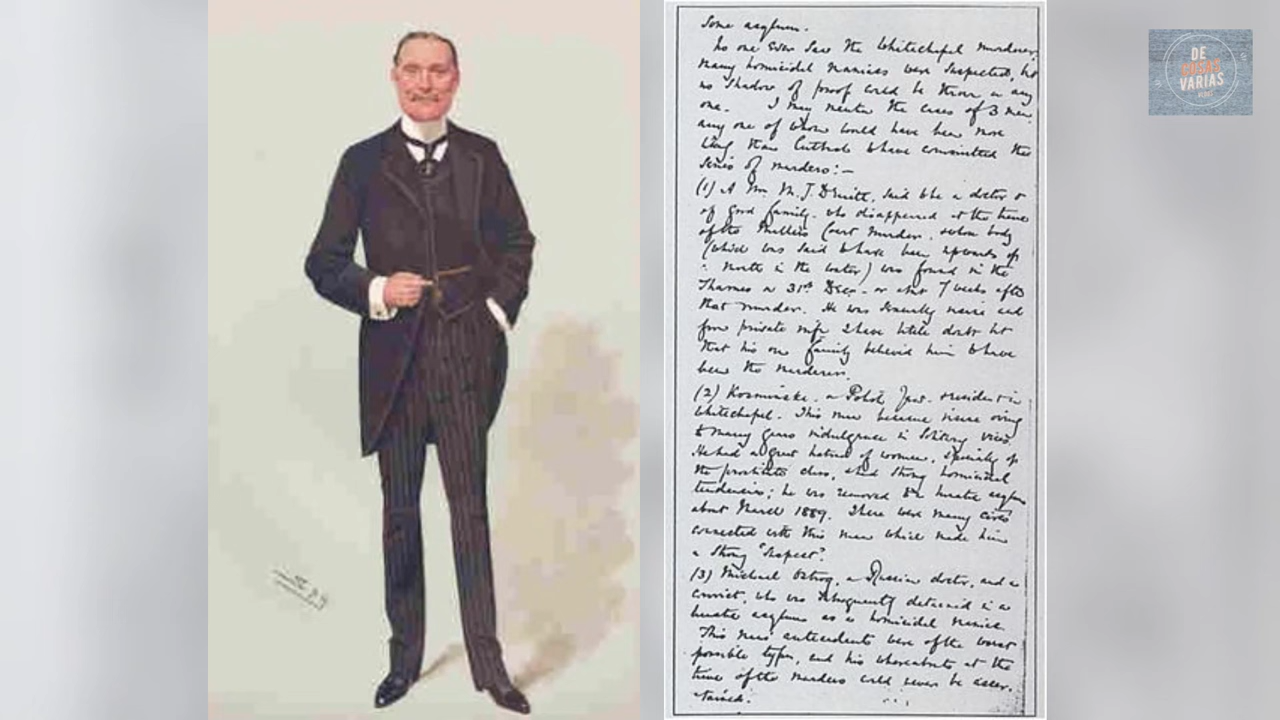 Some asylum.
No one ever saw the Whitechapel murderer,
many homicidal maniacs were suspected, but
no shadow of proof could be thrown on any
one. I may mention the cases of 3 men,
any one of whom would have been more
likely than Cutbush to have committed this
series of murders:—
(1) A Mr M. J. Druitt, said to be a doctor &
of good family - who disappeared at the time
of the Miller's Court murder, whose body
(which was said to have been upwards of
a month in the water) was found in the
Thames on 31st Dec. - or abt 7 weeks after
that murder. He was sexually insane and
from private infn I have little doubt but
that his own family believed him to have
been the murderer.
(2) Kosminski. a Polish Jew. & resident in
Whitechapel. This man became insane owing
to many years indulgence in solitary vices.
He had a great hatred of women, specially of
the prostitute class, & had strong homicidal
tendencies; he was removed to a lunatic asylum
about March 1889. There were many circs
connected with this man which made him
a strong "suspect".
(3) Michael Ostrog, a Russian doctor, and a
convict, who was subsequently detained in a
lunatic asylum as a homicidal maniac.
This man's antecedents were of the worst
possible type, and his whereabouts at the
time of the murders could never be ascer-
tained.
DE
COSAS
VARIAS